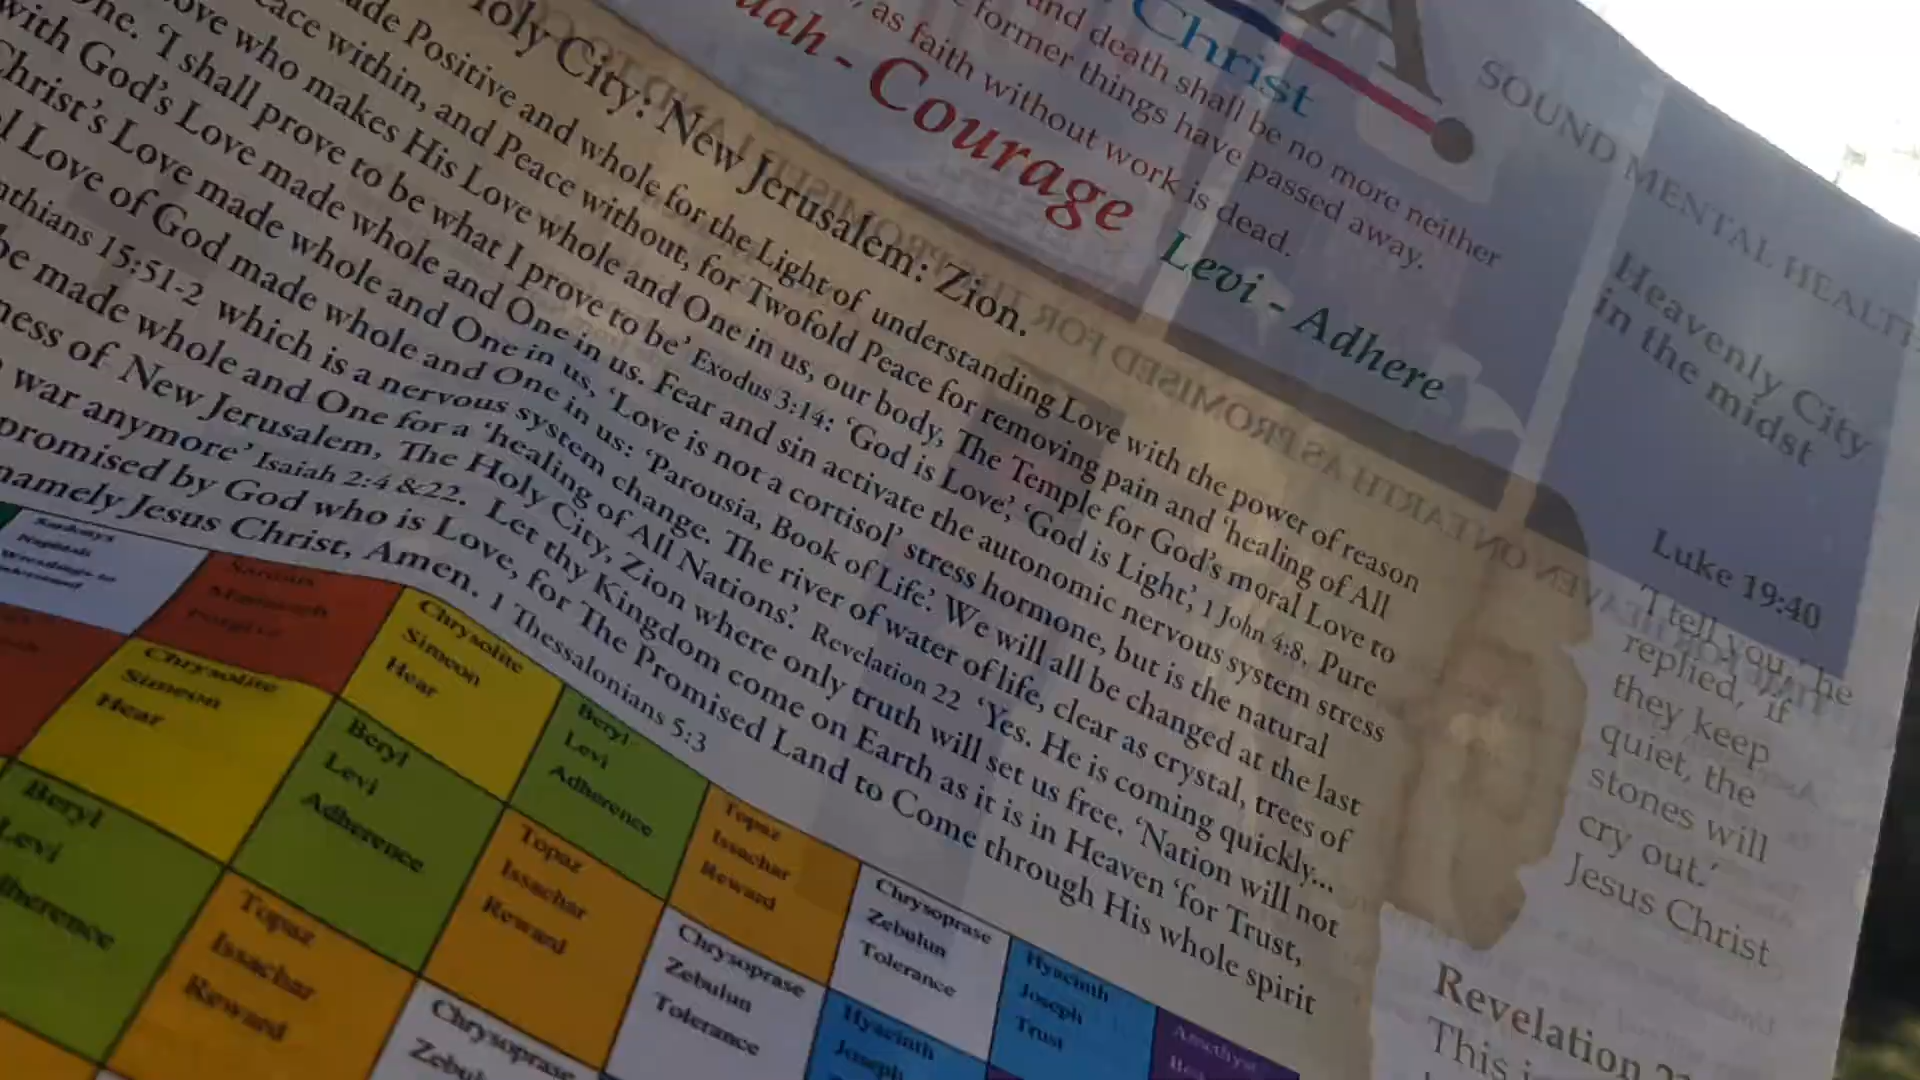 Christ
SOUND MENTAL HEALTH
and death shall be no more neither
former things have passed away.
, as faith without work is dead.
dah - Courage
Levi - Adhere
Heavenly City
in the midst
Luke 19:40
'I tell you,' he
replied, 'if
they keep
quiet, the
stones will
cry out.'
Jesus Christ
Revelation
This is
Holy City: New Jerusalem: Zion.
Positive and whole for the Light of understanding Love with the power of reason
within, and Peace without, for Twofold Peace for removing pain and 'healing of All
who makes His Love whole and One in us, our body, The Temple for God's moral Love to
One. 'I shall prove to be what I prove to be' Exodus 3:14: 'God is Love', 'God is Light', 1 John 4:8. Pure
with God's Love made whole and One in us. Fear and sin activate the autonomic nervous system stress
Christ's Love made whole and One in us, 'Love is not a cortisol' stress hormone, but is the natural
Love of God made whole and One in us: 'Parousia, Book of Life'. We will all be changed at the last
15:51-2 which is a nervous system change. The river of water of life, clear as crystal, trees of
be made whole and One for a 'healing of All Nations'. Revelation 22 'Yes. He is coming quickly...
ness of New Jerusalem, The Holy City, Zion where only truth will set us free. 'Nation will not
war anymore' Isaiah 2:4 &22. Let thy Kingdom come on Earth as it is in Heaven 'for Trust,
promised by God who is Love, for The Promised Land to Come through His whole spirit
namely Jesus Christ, Amen. 1 Thessalonians 5:3
Chrysolite
Simeon
Hear
Chrysolite
Simeon
Hear
Beryl
Levi
Adherence
Beryl
Levi
Adherence
Beryl
Levi
Topaz
Issachar
Reward
Topaz
Issachar
Reward
Topaz
Issachar
Reward
Chrysoprase
Zebulun
Tolerance
Chrysoprase
Zebulun
Tolerance
Chrysoprase
Hyacinth
Joseph
Trust
Hyacinth
Joseph
Amethyst